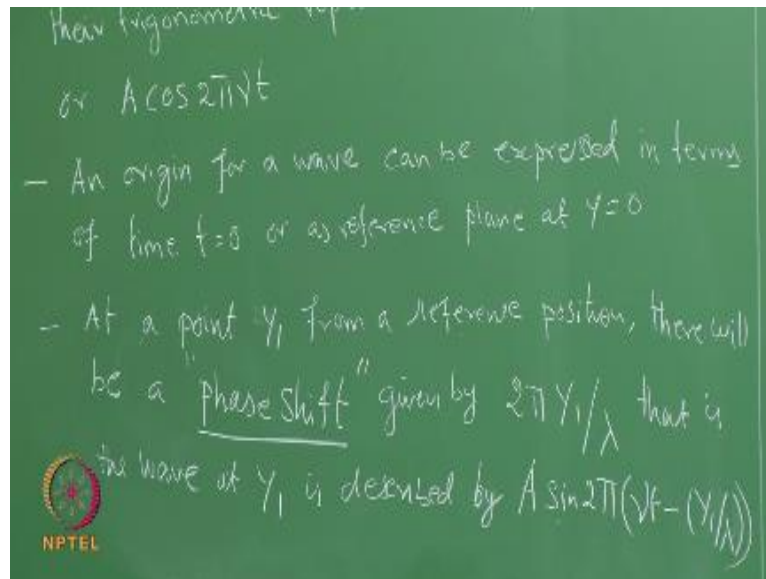 their trigonometric
or A cos 2πνt
- An origin for a wave can be expressed in terms
of time t=0 or as reference plane at Y=0
- At a point Y₁ from a reference position, there will
be a "phase shift" given by 2πY₁/λ that is
the wave at Y₁ is described by A sin 2π(νt-(Y₁/λ))
NPTEL